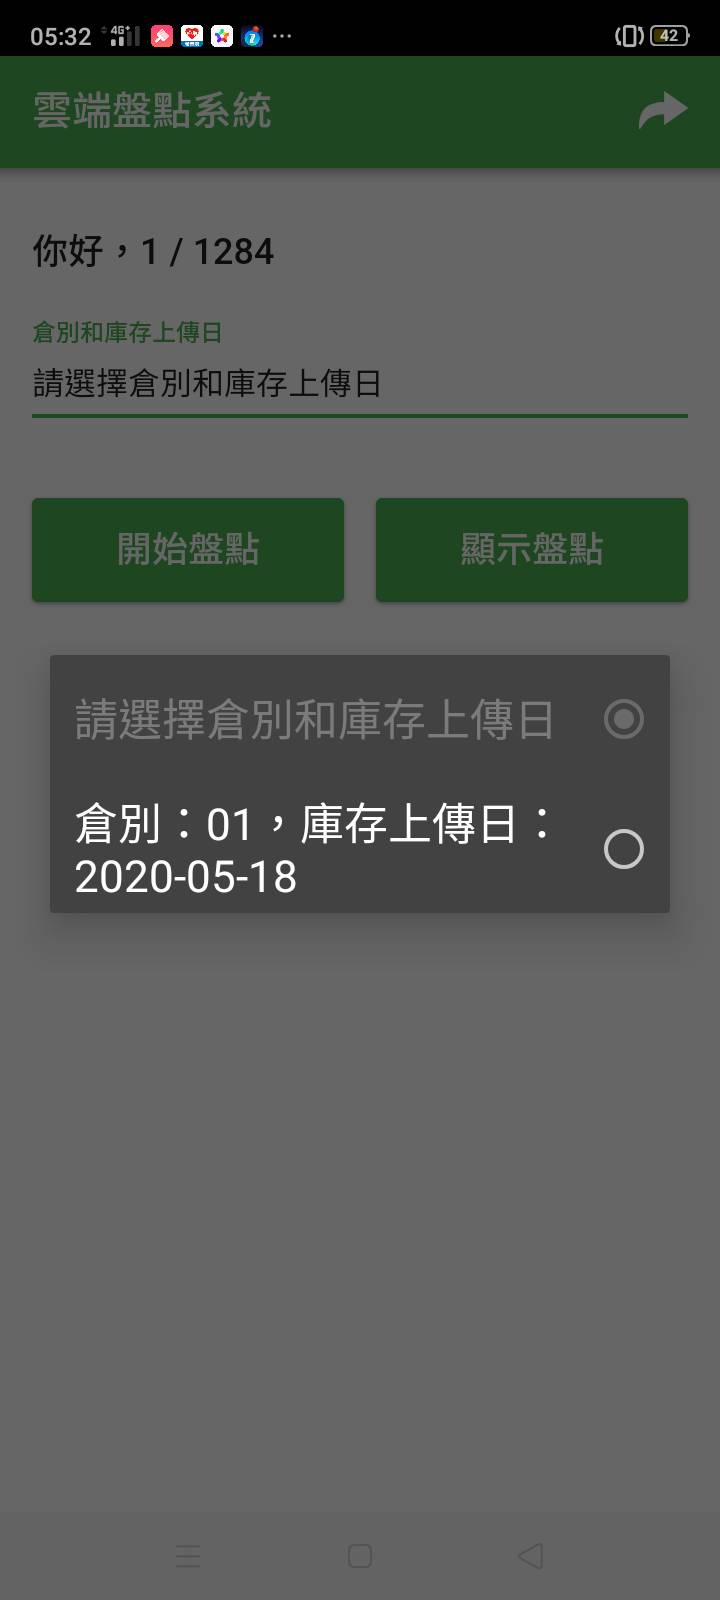 05:32
4G+
42
雲端盤點系統
你好，1 / 1284
倉別和庫存上傳日
請選擇倉別和庫存上傳日
開始盤點
顯示盤點
請選擇倉別和庫存上傳日
倉別：01，庫存上傳日：
2020-05-18